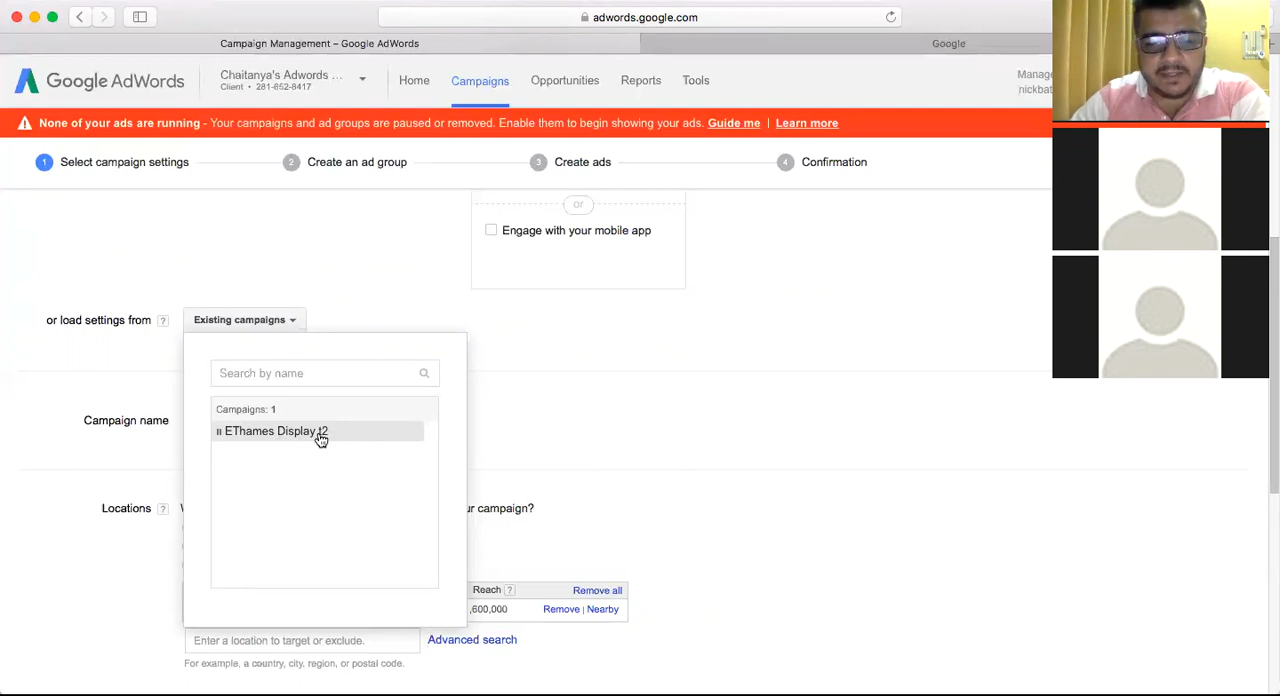 adwords.google.com
Campaign Management – Google AdWords
Google
Google AdWords
Chaitanya's Adwords ...
Client • 281-652-8417
Home
Campaigns
Opportunities
Reports
Tools
Manage
nickbat
None of your ads are running - Your campaigns and ad groups are paused or removed. Enable them to begin showing your ads. Guide me | Learn more
1 Select campaign settings
2 Create an ad group
3 Create ads
4 Confirmation
or
Engage with your mobile app
or load settings from ?
Existing campaigns
Search by name
Campaigns: 1
EThames Display t2
Campaign name
Locations ?
ur campaign?
Reach ?
Remove all
,600,000
Remove | Nearby
Enter a location to target or exclude.
Advanced search
For example, a country, city, region, or postal code.